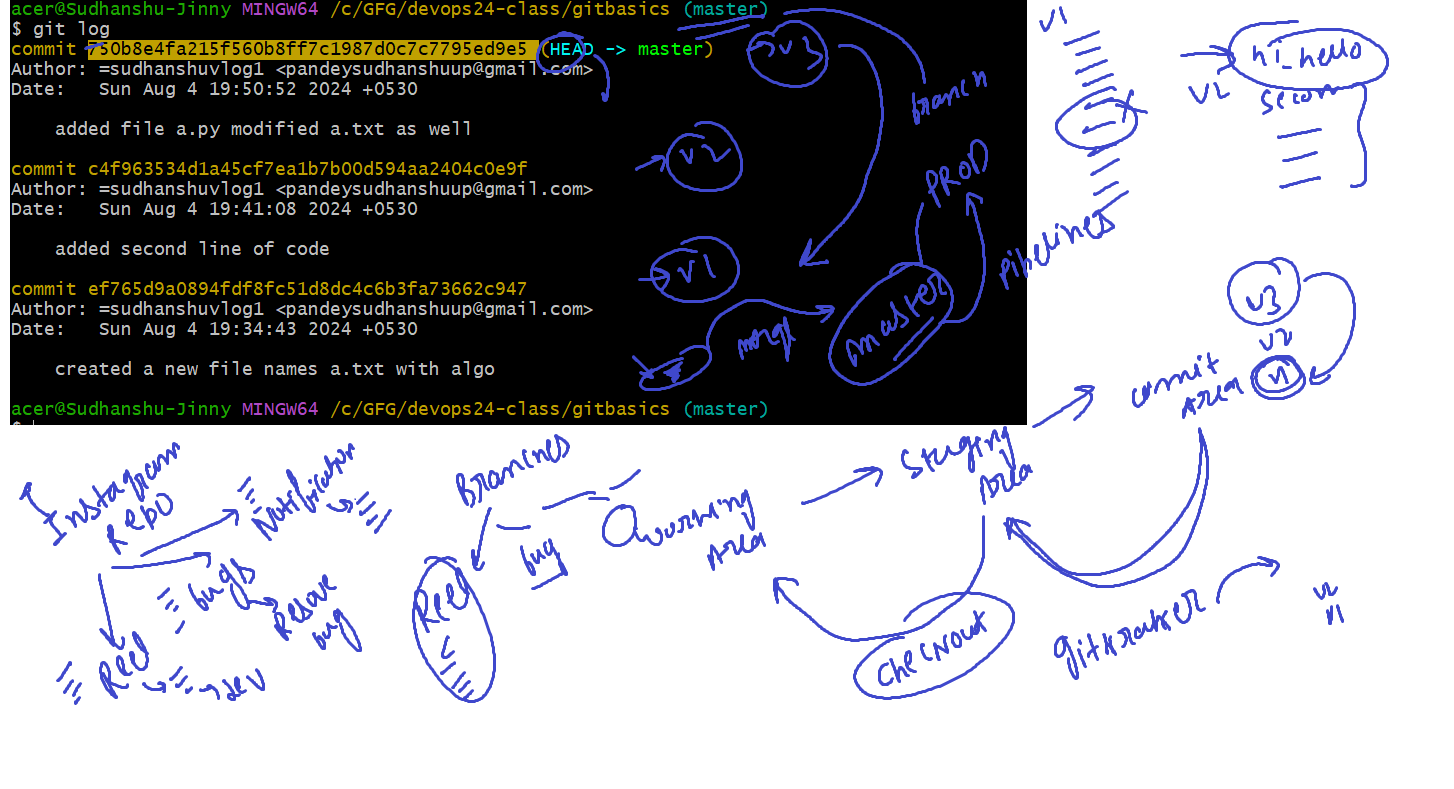 acer@Sudhanshu-Jinny MINGW64 /c/GFG/devops24-class/gitbasics (master)
$ git log
commit 750b8e4fa215f560b8ff7c1987d0c7c7795ed9e5 (HEAD -> master)
Author: =sudhanshuvlog1 <pandeysudhanshuup@gmail.com>
Date:   Sun Aug 4 19:50:52 2024 +0530
added file a.py modified a.txt as well
commit c4f963534d1a45cf7ea1b7b00d594aa2404c0e9f
Author: =sudhanshuvlog1 <pandeysudhanshuup@gmail.com>
Date:   Sun Aug 4 19:41:08 2024 +0530
added second line of code
commit ef765d9a0894fdf8fc51d8dc4c6b3fa73662c947
Author: =sudhanshuvlog1 <pandeysudhanshuup@gmail.com>
Date:   Sun Aug 4 19:34:43 2024 +0530
created a new file names a.txt with algo
acer@Sudhanshu-Jinny MINGW64 /c/GFG/devops24-class/gitbasics (master)
$
v3
branch
v2
PROD
v1
master
pipelines
v1
hi_hello
v2
v3
v2
v1
commit
Area
Instagram
Repo
bugs
Resolve
bug
Reel
Branches
bug
Reel
Area
Staging
Area
checkout
v2
v1